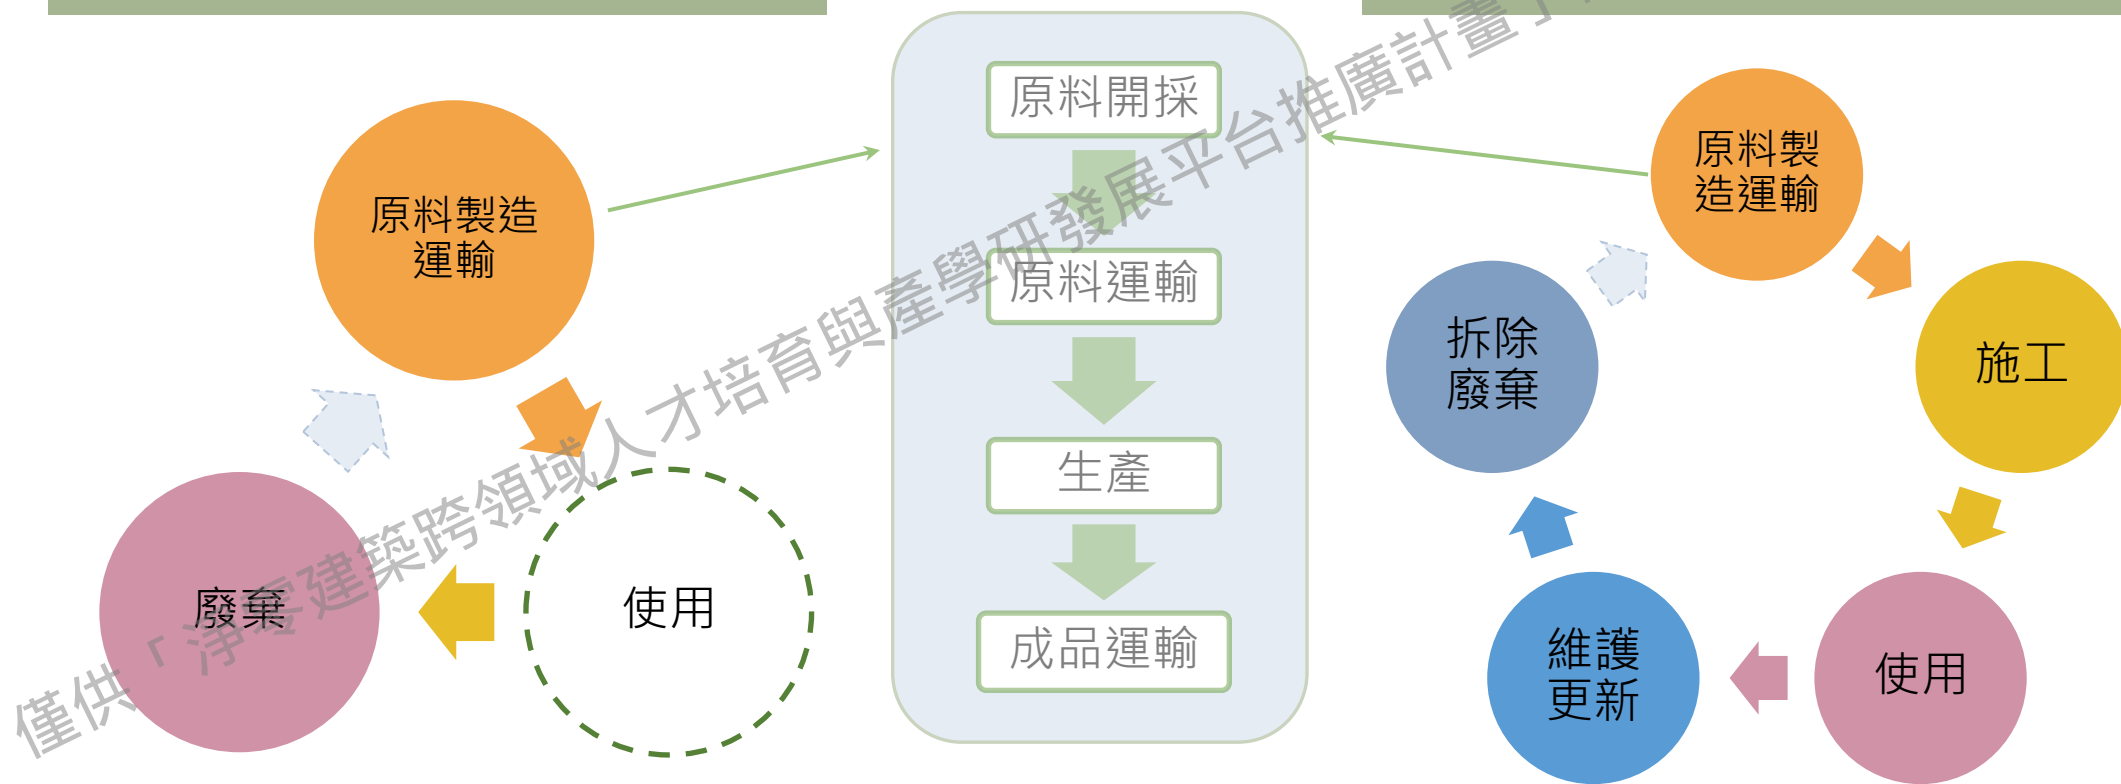 原料製造
運輸
使用
廢棄
原料開採
原料運輸
生產
成品運輸
原料製
造運輸
施工
使用
維護
更新
拆除
廢棄
僅供「淨零建築跨領域人才培育與產學研發展平台推廣計畫」